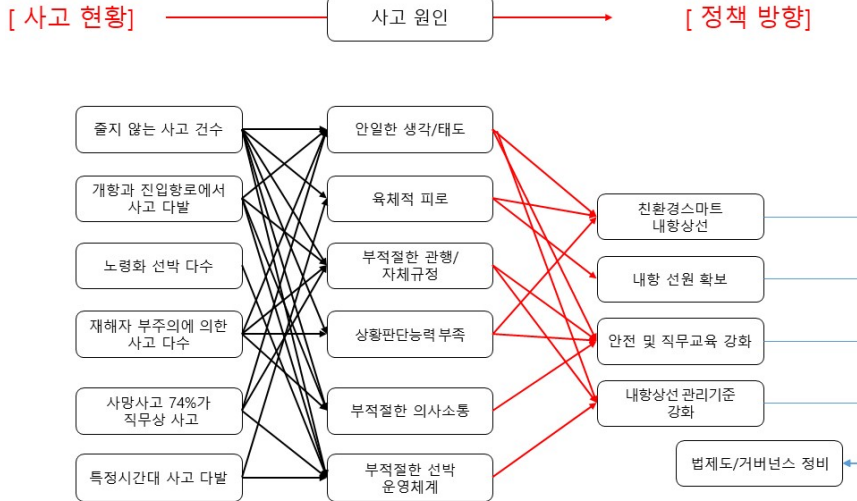 [ 사고 현황]
사고 원인
[ 정책 방향]
줄지 않는 사고 건수
개항과 진입항로에서
사고 다발
노령화 선박 다수
재해자 부주의에 의한
사고 다수
사망사고 74%가
직무상 사고
특정시간대 사고 다발
안일한 생각/태도
육체적 피로
부적절한 관행/
자체규정
상황판단능력 부족
부적절한 의사소통
부적절한 선박
운영체계
친환경스마트
내항상선
내항 선원 확보
안전 및 직무교육 강화
내항상선 관리기준
강화
법제도/거버넌스 정비